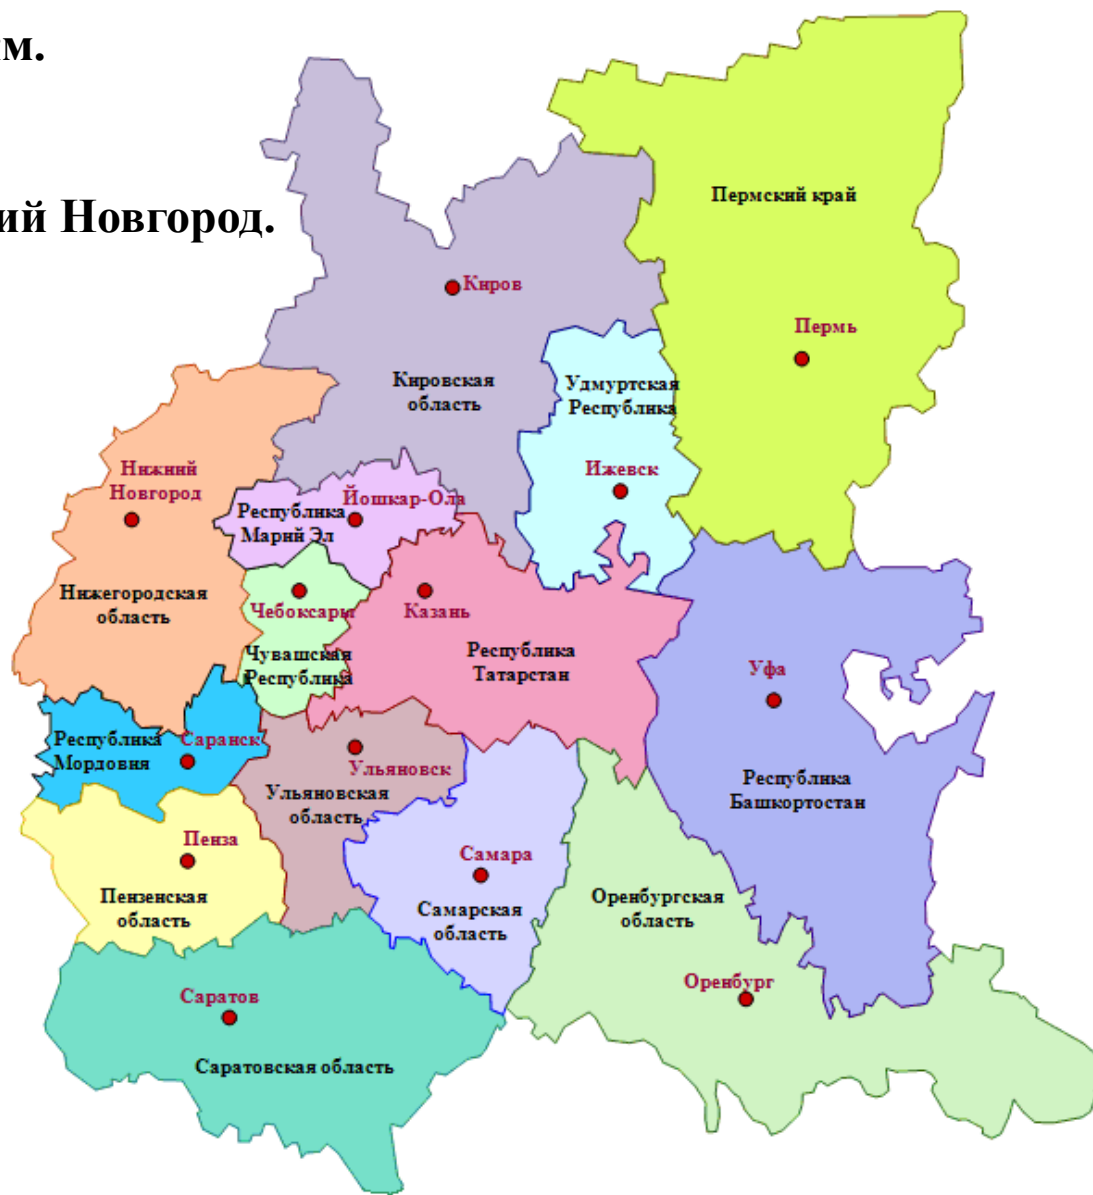 им.
ий Новгород.
Пермский край
Киров
Пермь
Кировская
область
Удмуртская
Республика
Нижний
Новгород
Ижевск
Йошкар-Ола
Республика
Марий Эл
Нижегородская
область
Чебоксары
Казань
Чувашская
Республика
Республика
Татарстан
Уфа
Республика
Мордовия
Саранск
Ульяновск
Ульяновская
область
Республика
Башкортостан
Пенза
Самара
Пензенская
область
Самарская
область
Оренбургская
область
Оренбург
Саратов
Саратовская область